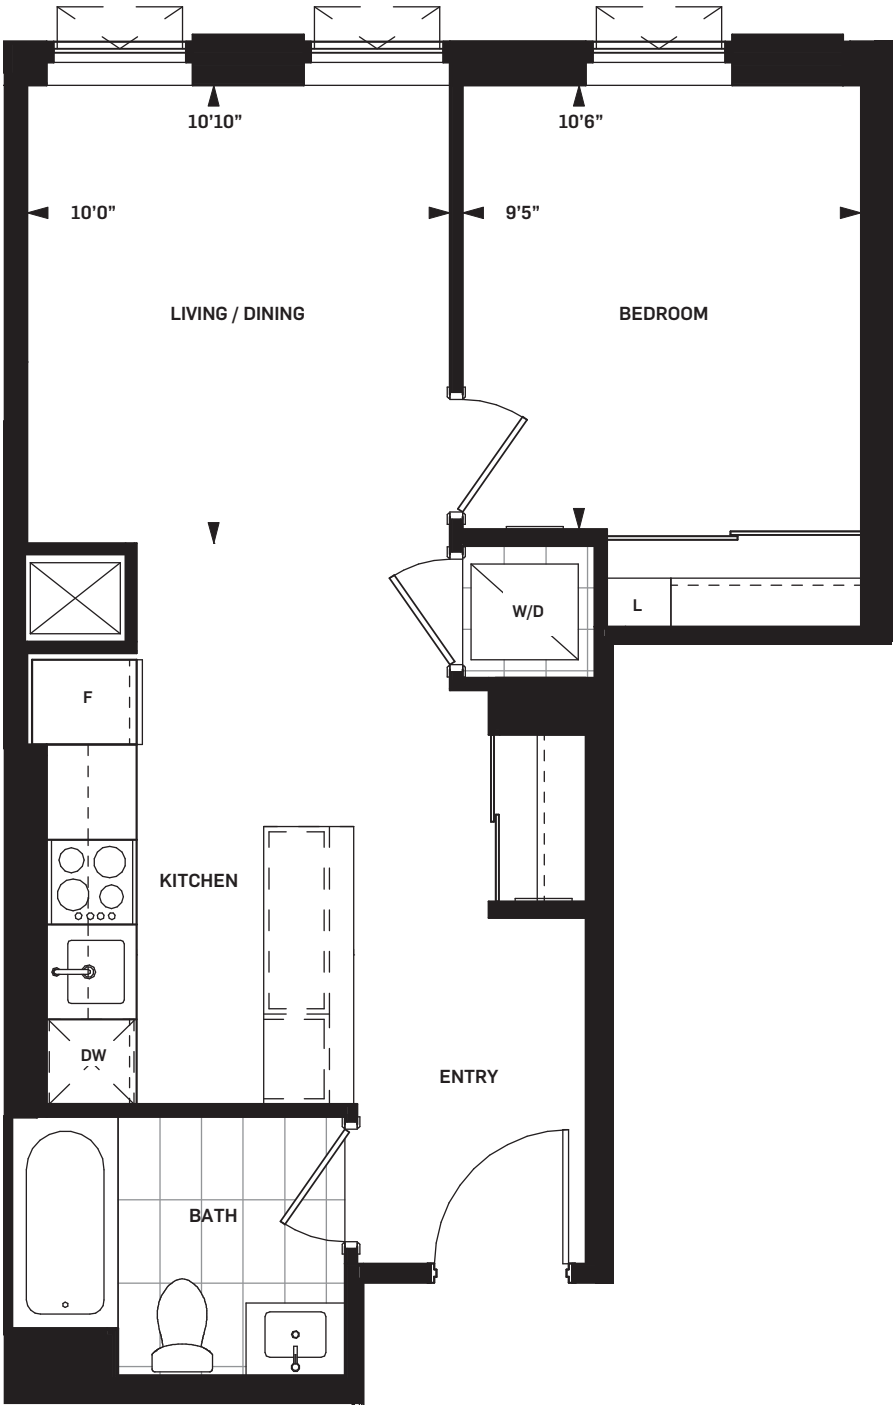 10’10”
10’6”
10’0”
9’5”
LIVING / DINING
BEDROOM
W/D
L
F
KITCHEN
DW
ENTRY
BATH